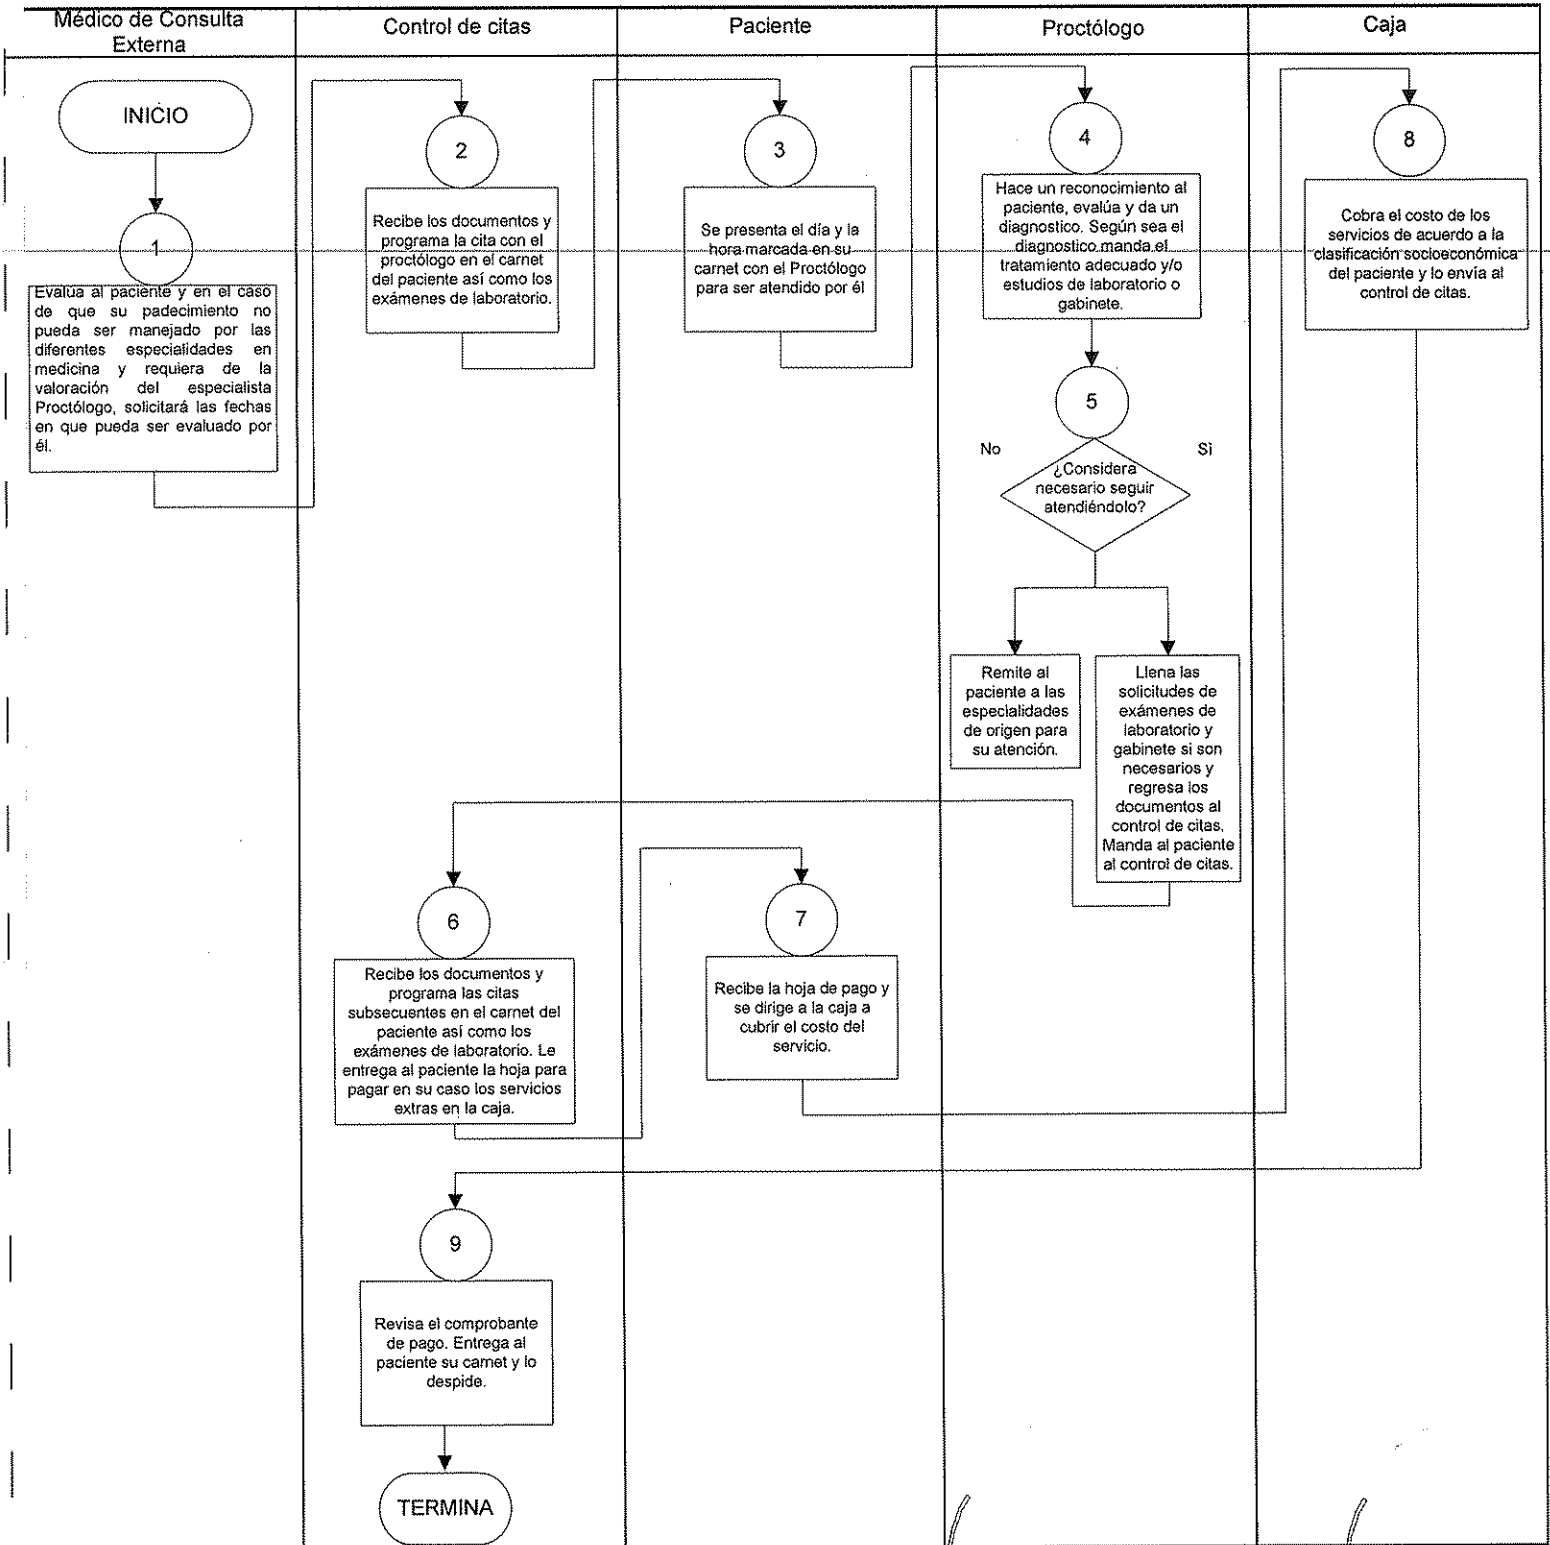 Médico de Consulta
Externa
Control de citas
Paciente
Proctólogo
Caja
INICIO
1
Evalúa al paciente y en el caso
de que su padecimiento no
pueda ser manejado por las
diferentes especialidades en
medicina y requiera de la
valoración del especialista
Proctólogo, solicitará las fechas
en que pueda ser evaluado por
él.
2
Recibe los documentos y
programa la cita con el
proctólogo en el carnet
del paciente así como los
exámenes de laboratorio.
3
Se presenta el día y la
hora marcada en su
carnet con el Proctólogo
para ser atendido por él
4
Hace un reconocimiento al
paciente, evalúa y da un
diagnostico. Según sea el
diagnostico manda el
tratamiento adecuado y/o
estudios de laboratorio o
gabinete.
5
No
Sì
¿Considera
necesario seguir
atendiéndolo?
Remite al
paciente a las
especialidades
de origen para
su atención.
Llena las
solicitudes de
exámenes de
laboratorio y
gabinete si son
necesarios y
regresa los
documentos al
control de citas.
Manda al paciente
al control de citas.
6
Recibe los documentos y
programa las citas
subsecuentes en el carnet del
paciente así como los
exámenes de laboratorio. Le
entrega al paciente la hoja para
pagar en su caso los servicios
extras en la caja.
7
Recibe la hoja de pago y
se dirige a la caja a
cubrir el costo del
servicio.
8
Cobra el costo de los
servicios de acuerdo a la
clasificación socioeconómica
del paciente y lo envía al
control de citas.
9
Revisa el comprobante
de pago. Entrega al
paciente su carnet y lo
despide.
TERMINA